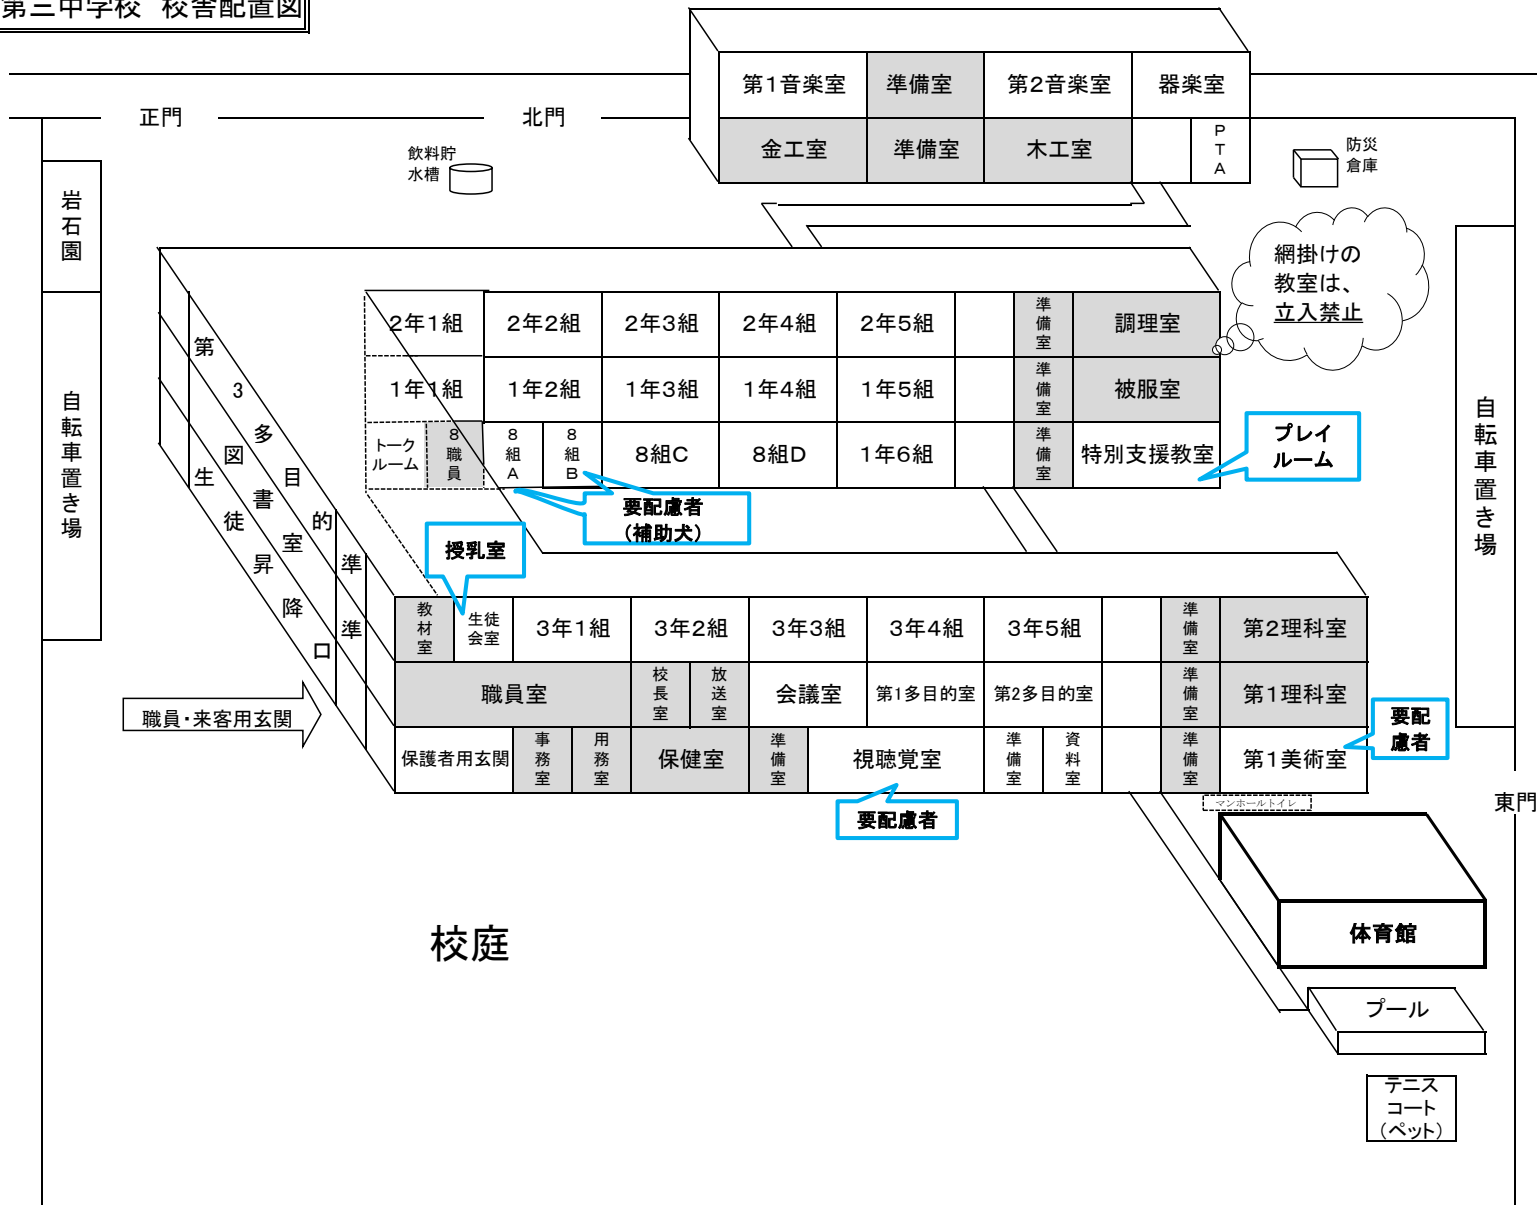 第三中学校 校舎配置図
第1音楽室 準備室 第2音楽室 器楽室
金工室 準備室 木工室 PTA
正門
北門
飲料貯
水槽
防災
倉庫
岩石園
自転車置き場
網掛けの
教室は、
立入禁止
自転車置き場
2年1組 2年2組 2年3組 2年4組 2年5組 準備室 調理室
1年1組 1年2組 1年3組 1年4組 1年5組 準備室 被服室
トークルーム 8職員 8組A 8組B 8組C 8組D 1年6組 準備室 特別支援教室
プレイ
ルーム
要配慮者
(補助犬)
授乳室
第3多目的準
図書室準
生徒昇降口
教材室 生徒会室 3年1組 3年2組 3年3組 3年4組 3年5組 準備室 第2理科室
職員室 校長室 放送室 会議室 第1多目的室 第2多目的室 準備室 第1理科室
保護者用玄関 事務室 用務室 保健室 準備室 視聴覚室 準備室 資料室 準備室 第1美術室
職員・来客用玄関
要配
慮者
要配慮者
マンホールトイレ
東門
体育館
校庭
プール
テニス
コート
(ペット)